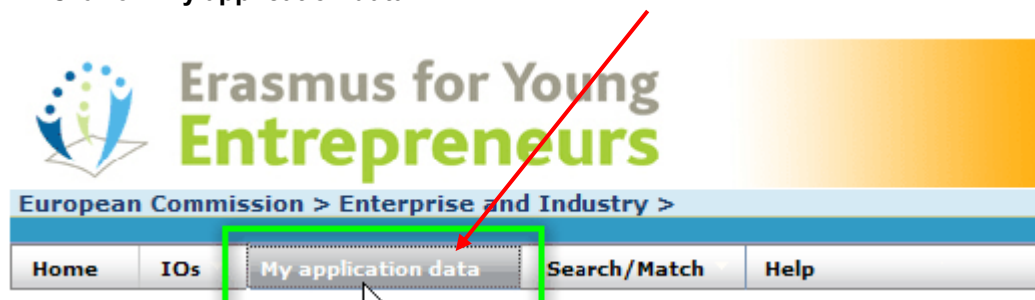 Erasmus for Young
Entrepreneurs
European Commission > Enterprise and Industry >
Home IOs My application data Search/Match Help